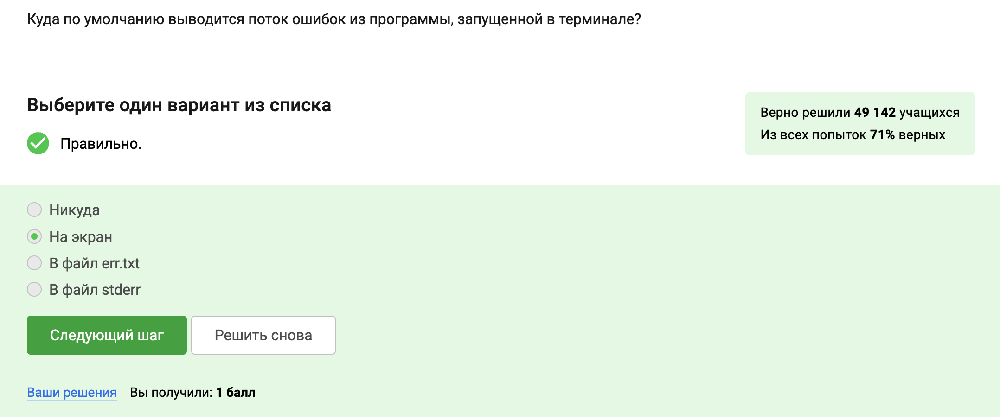 Куда по умолчанию выводится поток ошибок из программы, запущенной в терминале?
Выберите один вариант из списка
Правильно.
Верно решили 49 142 учащихся
Из всех попыток 71% верных
Никуда
На экран
В файл err.txt
В файл stderr
Следующий шаг
Решить снова
Ваши решения Вы получили: 1 балл